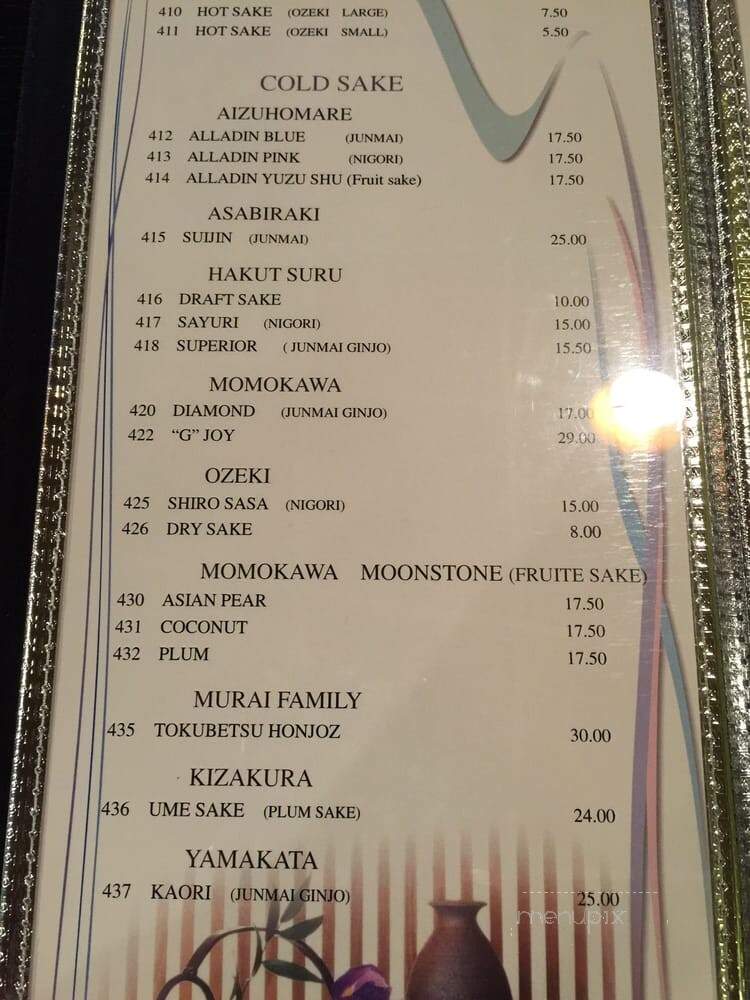 410 HOT SAKE (OZEKI LARGE) 7.50
411 HOT SAKE (OZEKI SMALL) 5.50
COLD SAKE
AIZUHOMARE
412 ALLADIN BLUE (JUNMAI) 17.50
413 ALLADIN PINK (NIGORI) 17.50
414 ALLADIN YUZU SHU (Fruit sake) 17.50
ASABIRAKI
415 SUIJIN (JUNMAI) 25.00
HAKUT SURU
416 DRAFT SAKE 10.00
417 SAYURI (NIGORI) 15.00
418 SUPERIOR ( JUNMAI GINJO) 15.50
MOMOKAWA
420 DIAMOND (JUNMAI GINJO) 17.00
422 “G” JOY 29.00
OZEKI
425 SHIRO SASA (NIGORI) 15.00
426 DRY SAKE 8.00
MOMOKAWA MOONSTONE (FRUITE SAKE)
430 ASIAN PEAR 17.50
431 COCONUT 17.50
432 PLUM 17.50
MURAI FAMILY
435 TOKUBETSU HONJOZ 30.00
KIZAKURA
436 UME SAKE (PLUM SAKE) 24.00
YAMAKATA
437 KAORI (JUNMAI GINJO) 25.00
menupix